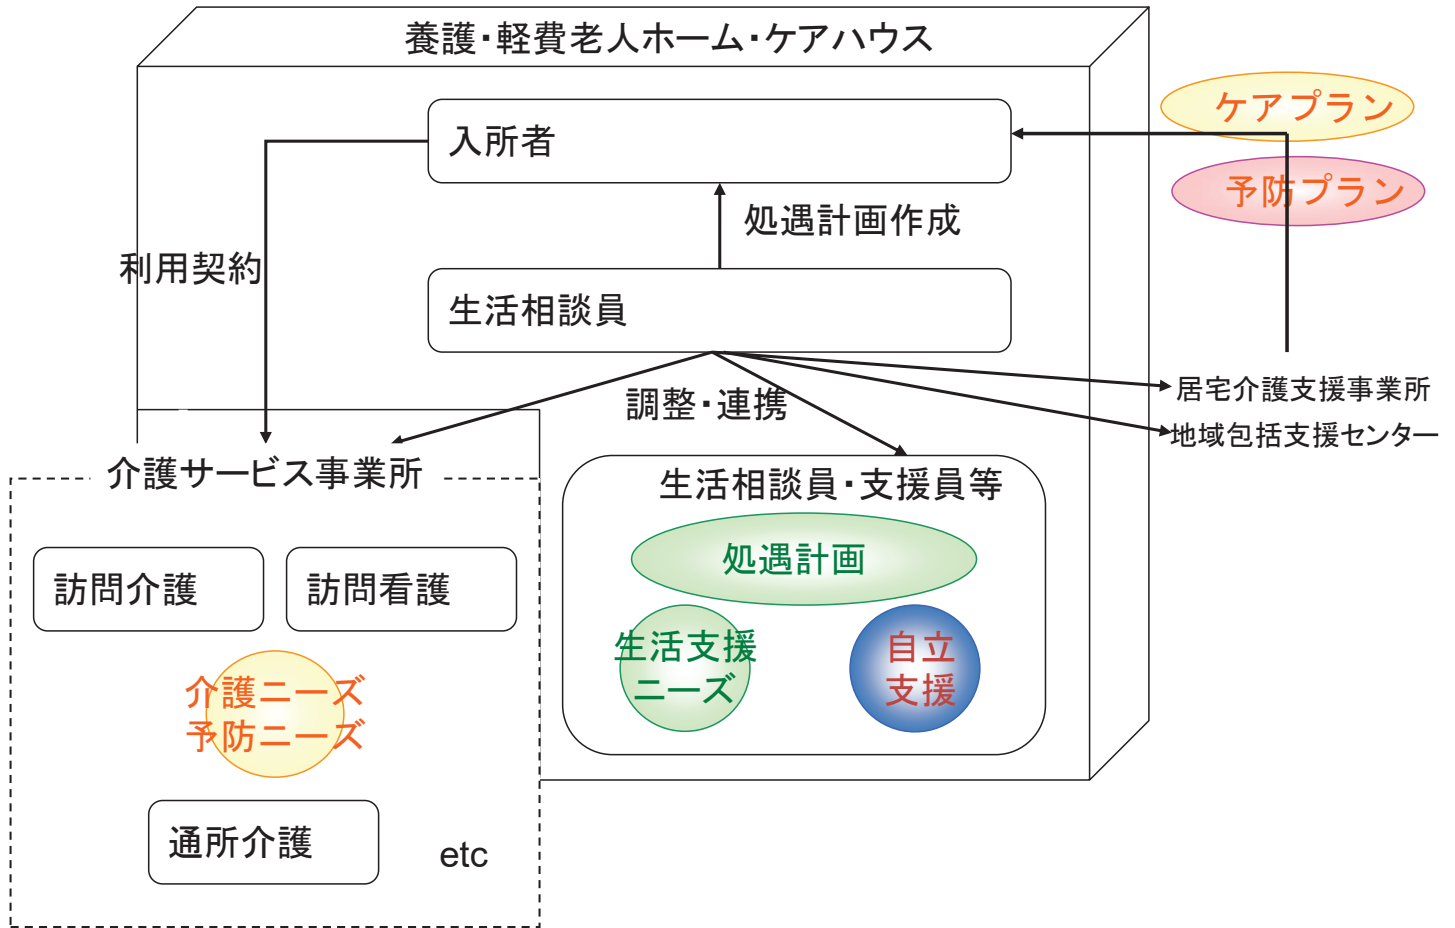 養護・軽費老人ホーム・ケアハウス
ケアプラン
入所者
予防プラン
処遇計画作成
利用契約
生活相談員
居宅介護支援事業所
調整・連携
地域包括支援センター
介護サービス事業所
生活相談員・支援員等
処遇計画
訪問介護
訪問看護
生活支援
ニーズ
自立
支援
介護ニーズ
予防ニーズ
通所介護
etc